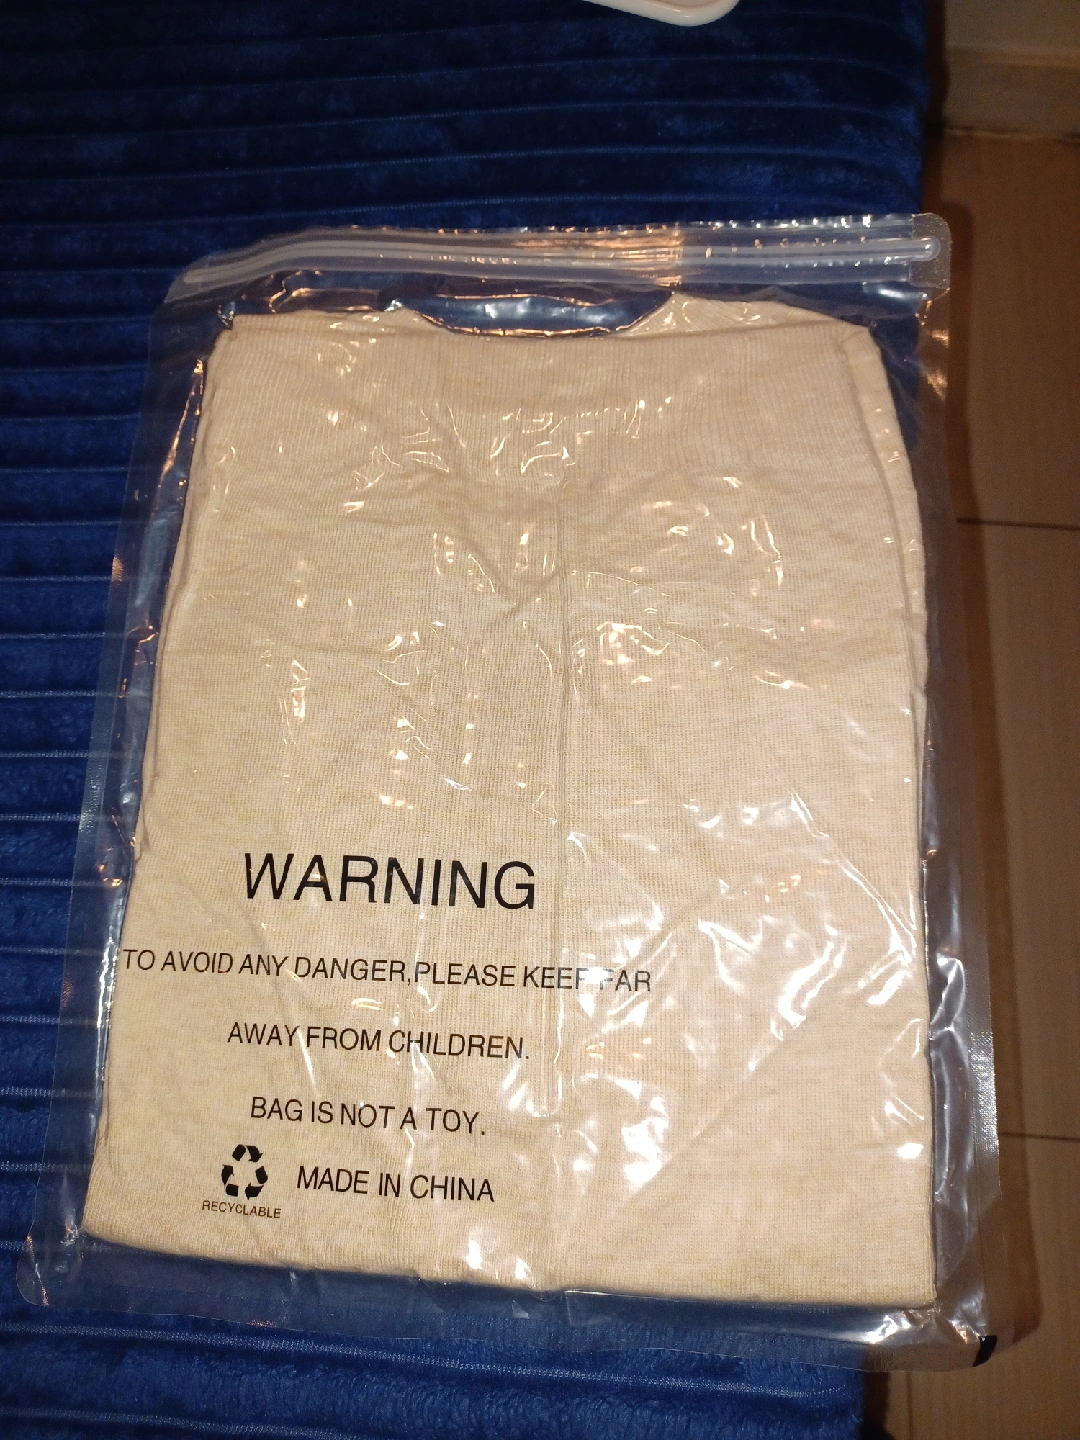 WARNING
TO AVOID ANY DANGER,PLEASE KEEP FAR
AWAY FROM CHILDREN.
BAG IS NOT A TOY.
MADE IN CHINA
RECYCLABLE